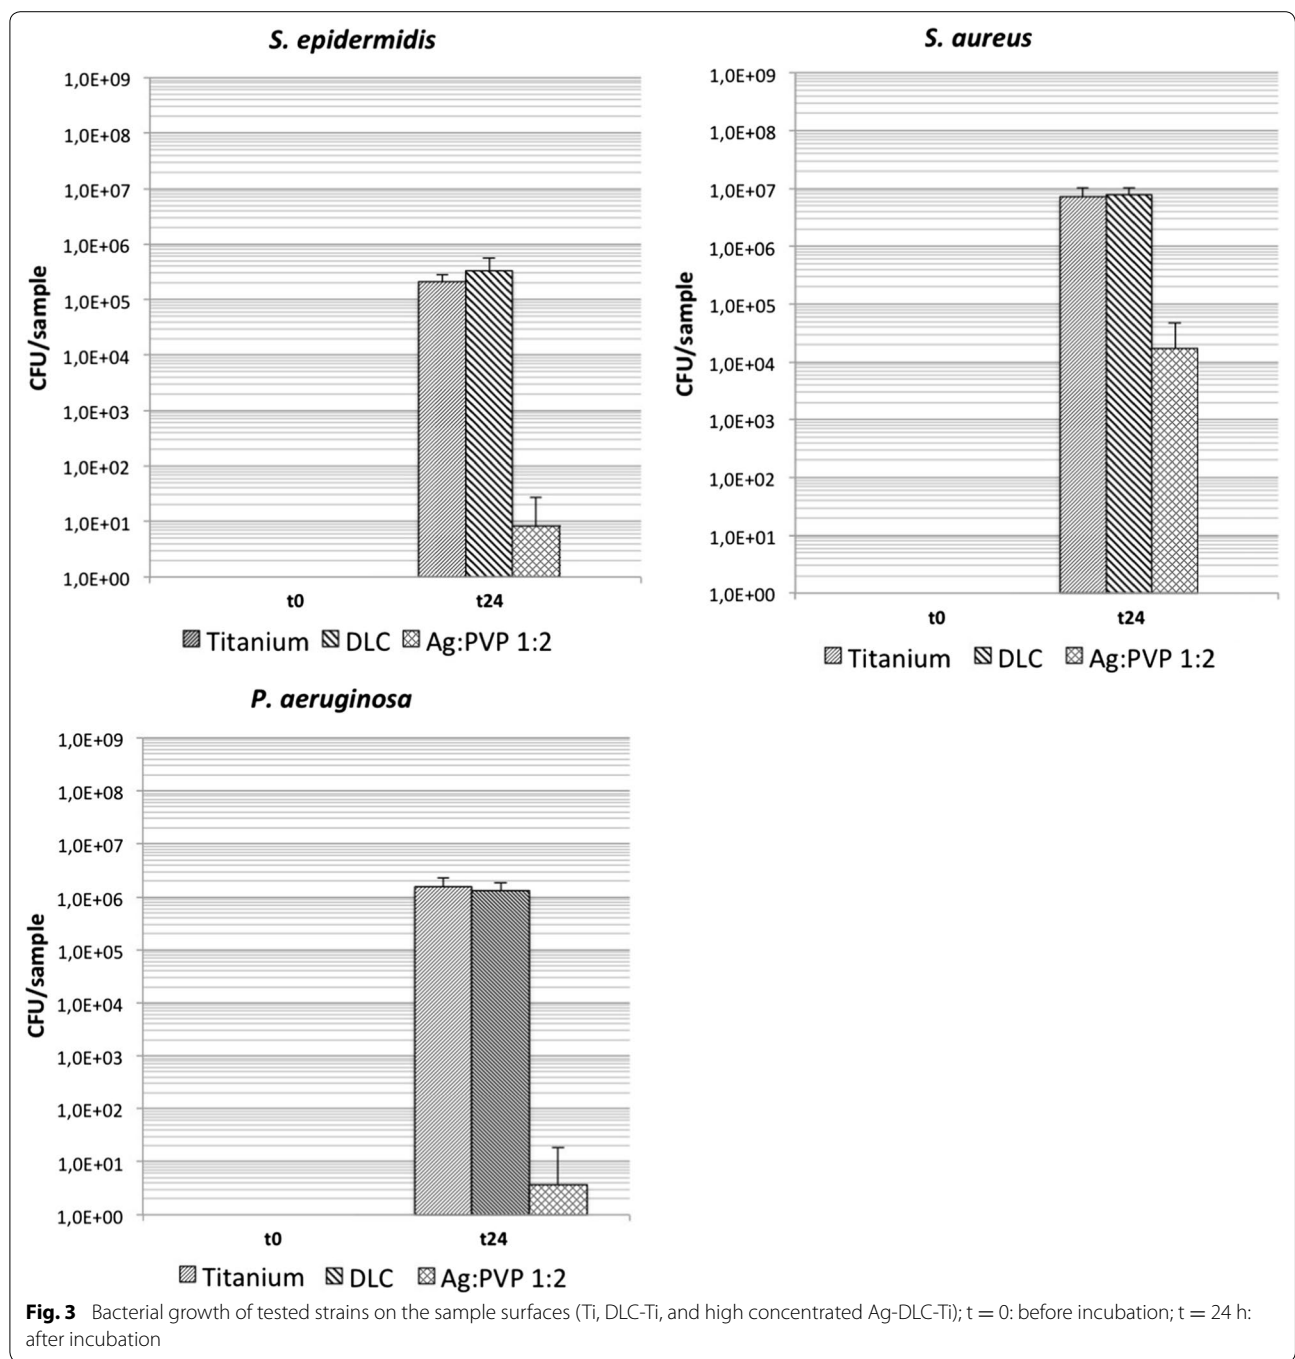 S. epidermidis
1,0E+09
1,0E+08
1,0E+07
1,0E+06
1,0E+05
1,0E+04
1,0E+03
1,0E+02
1,0E+01
1,0E+00
CFU/sample
t0 t24
Titanium DLC Ag:PVP 1:2
S. aureus
1,0E+09
1,0E+08
1,0E+07
1,0E+06
1,0E+05
1,0E+04
1,0E+03
1,0E+02
1,0E+01
1,0E+00
CFU/sample
t0 t24
Titanium DLC Ag:PVP 1:2
P. aeruginosa
1,0E+09
1,0E+08
1,0E+07
1,0E+06
1,0E+05
1,0E+04
1,0E+03
1,0E+02
1,0E+01
1,0E+00
CFU/sample
t0 t24
Titanium DLC Ag:PVP 1:2
Fig. 3 Bacterial growth of tested strains on the sample surfaces (Ti, DLC-Ti, and high concentrated Ag-DLC-Ti); t = 0: before incubation; t = 24 h:
after incubation